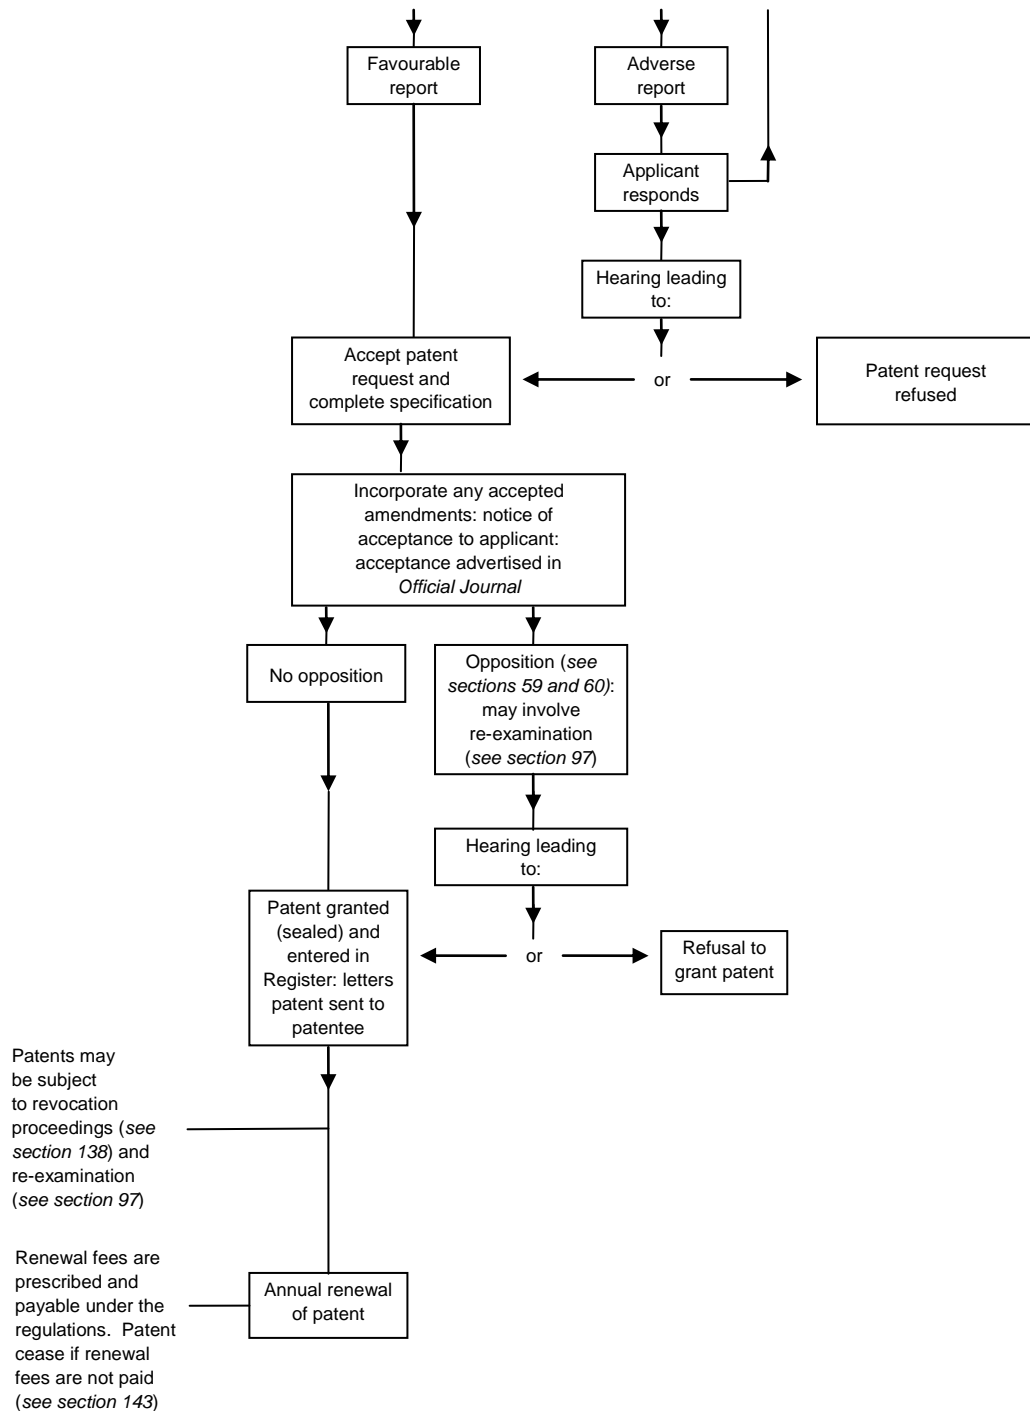 Favourable
report
Adverse
report
Applicant
responds
Hearing leading
to:
Accept patent
request and
complete specification
or
Patent request
refused
Incorporate any accepted
amendments: notice of
acceptance to applicant:
acceptance advertised in
Official Journal
No opposition
Opposition (see
sections 59 and 60):
may involve
re-examination
(see section 97)
Hearing leading
to:
Patent granted
(sealed) and
entered in
Register: letters
patent sent to
patentee
or
Refusal to
grant patent
Patents may
be subject
to revocation
proceedings (see
section 138) and
re-examination
(see section 97)
Renewal fees are
prescribed and
payable under the
regulations.  Patent
cease if renewal
fees are not paid
(see section 143)
Annual renewal
of patent